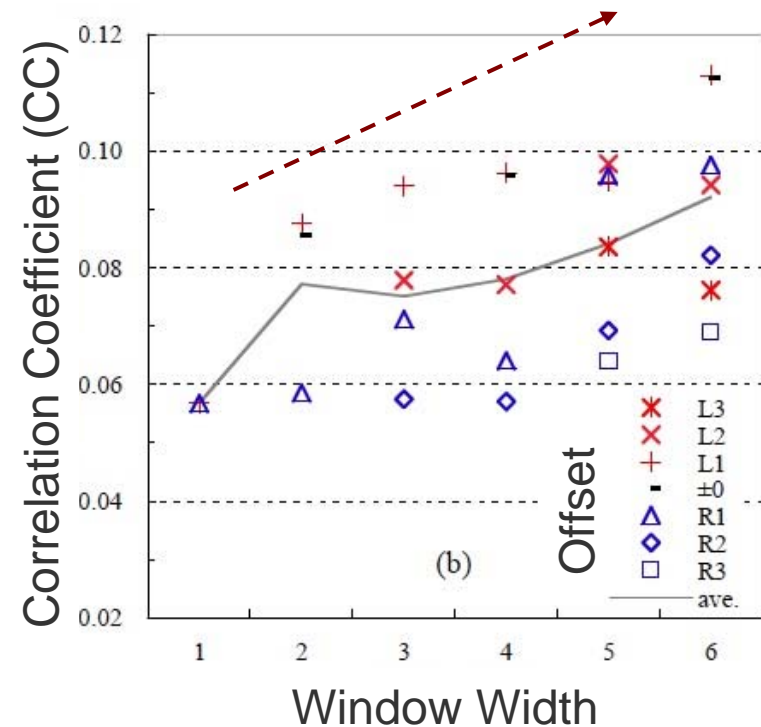 Correlation Coefficient (CC)
0.12
0.10
0.08
0.06
0.04
0.02
(b)
Offset
L3
L2
L1
±0
R1
R2
R3
ave.
1 2 3 4 5 6
Window Width